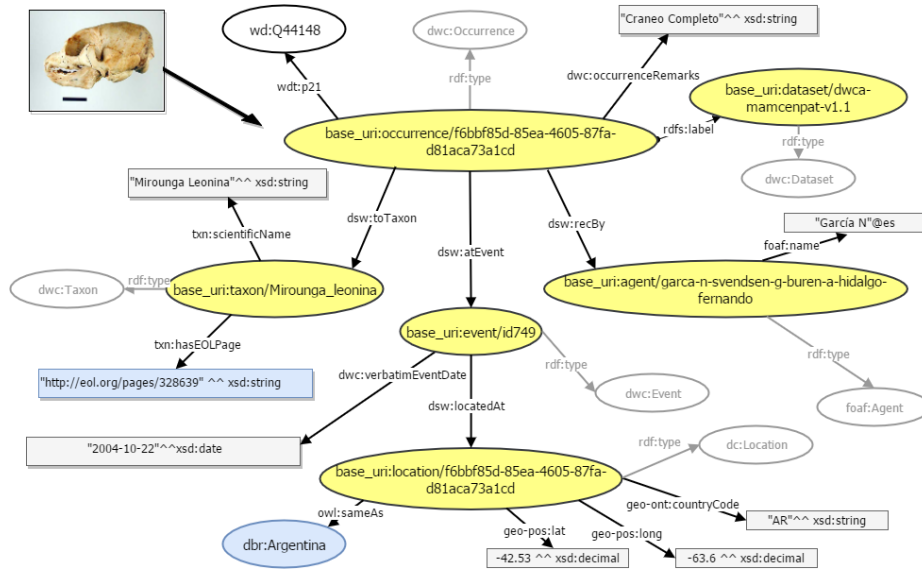 wd:Q44148
dwc:Occurrence
"Craneo Completo"^^ xsd:string
rdf:type
dwc:occurrenceRemarks
wdt:p21
base_uri:dataset/dwca-
mamcenpat-v1.1
base_uri:occurrence/f6bbf85d-85ea-4605-87fa-
d81aca73a1cd
rdfs:label
rdf:type
dwc:Dataset
"Mirounga Leonina"^^ xsd:string
dsw:toTaxon
dsw:recBy
"García N"@es
txn:scientificName
dsw:atEvent
foaf:name
rdf:type
dwc:Taxon
base_uri:taxon/Mirounga_leonina
base_uri:agent/garca-n-svendsen-g-buren-a-hidalgo-
fernando
base_uri:event/id749
txn:hasEOLPage
rdf:type
rdf:type
"http://eol.org/pages/328639" ^^ xsd:string
dwc:verbatimEventDate
dwc:Event
dsw:locatedAt
foaf:Agent
"2004-10-22"^^xsd:date
rdf:type
dc:Location
base_uri:location/f6bbf85d-85ea-4605-87fa-
d81aca73a1cd
geo-ont:countryCode
owl:sameAs
"AR"^^ xsd:string
geo-pos:lat
geo-pos:long
dbr:Argentina
-42.53 ^^ xsd:decimal
-63.6 ^^ xsd:decimal